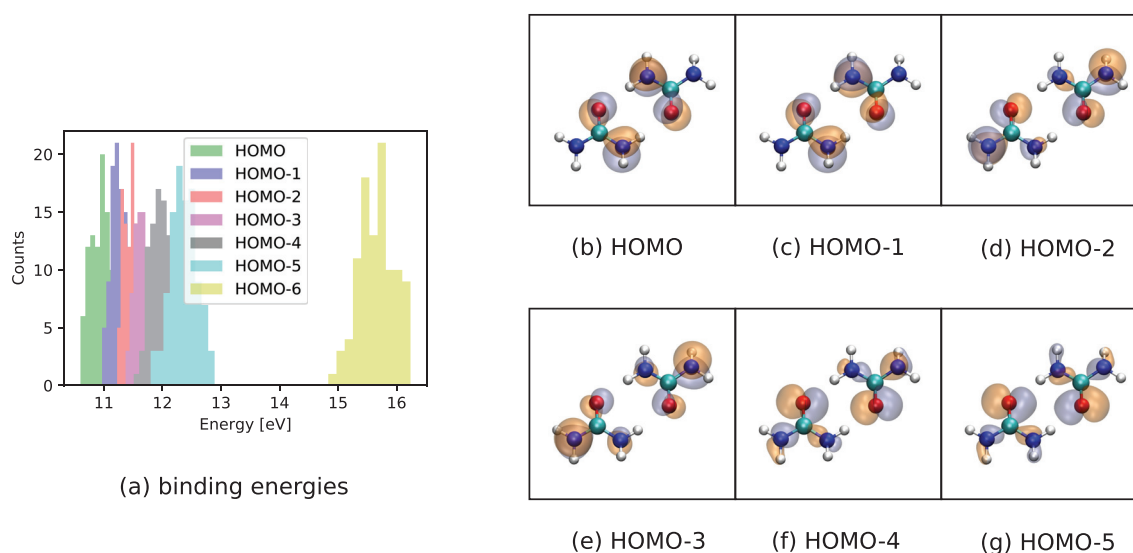 20
15
10
5
0
Counts
HOMO
HOMO-1
HOMO-2
HOMO-3
HOMO-4
HOMO-5
HOMO-6
11 12 13 14 15 16
Energy [eV]
(a) binding energies
(b) HOMO
(c) HOMO-1
(d) HOMO-2
(e) HOMO-3
(f) HOMO-4
(g) HOMO-5